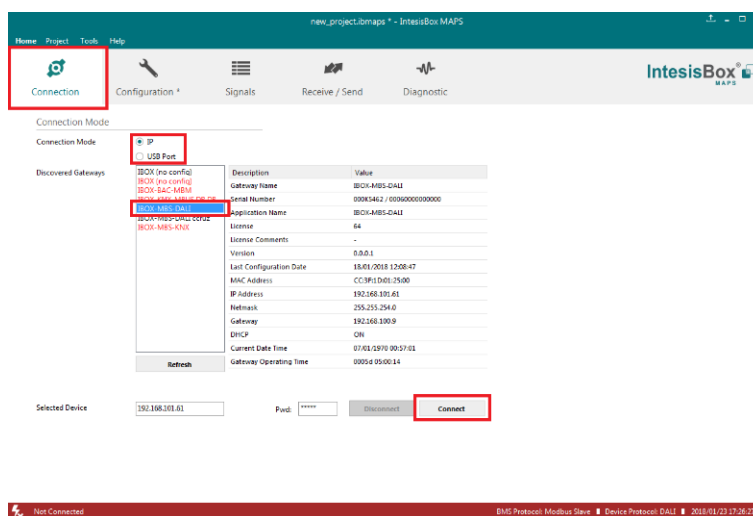 new_project.ibmaps * - IntesisBox MAPS
Home Project Tools Help
Connection Configuration * Signals Receive / Send Diagnostic
IntesisBox®
MAPS
Connection Mode
Connection Mode IP
USB Port
Discovered Gateways
IBOX (no config)
IBOX (no config)
IBOX-BAC-MBM
IBOX-MBS-DALI
IBOX-MBS-KNX
Refresh
Description Value
Gateway Name IBOX-MBS-DALI
Serial Number 000K5462 / 00060000000000
Application Name IBOX-MBS-DALI
License 64
License Comments -
Version 0.0.0.1
Last Configuration Date 18/01/2018 12:08:47
MAC Address CC:3F:1D:01:25:00
IP Address 192.168.101.61
Netmask 255.255.254.0
Gateway 192.168.100.9
DHCP ON
Current Date Time 07/01/1970 00:57:01
Gateway Operating Time 0005d 05:00:14
Selected Device 192.168.101.61 Pwd: ***** Disconnect Connect
Not Connected BMS Protocol: Modbus Slave Device Protocol: DALI